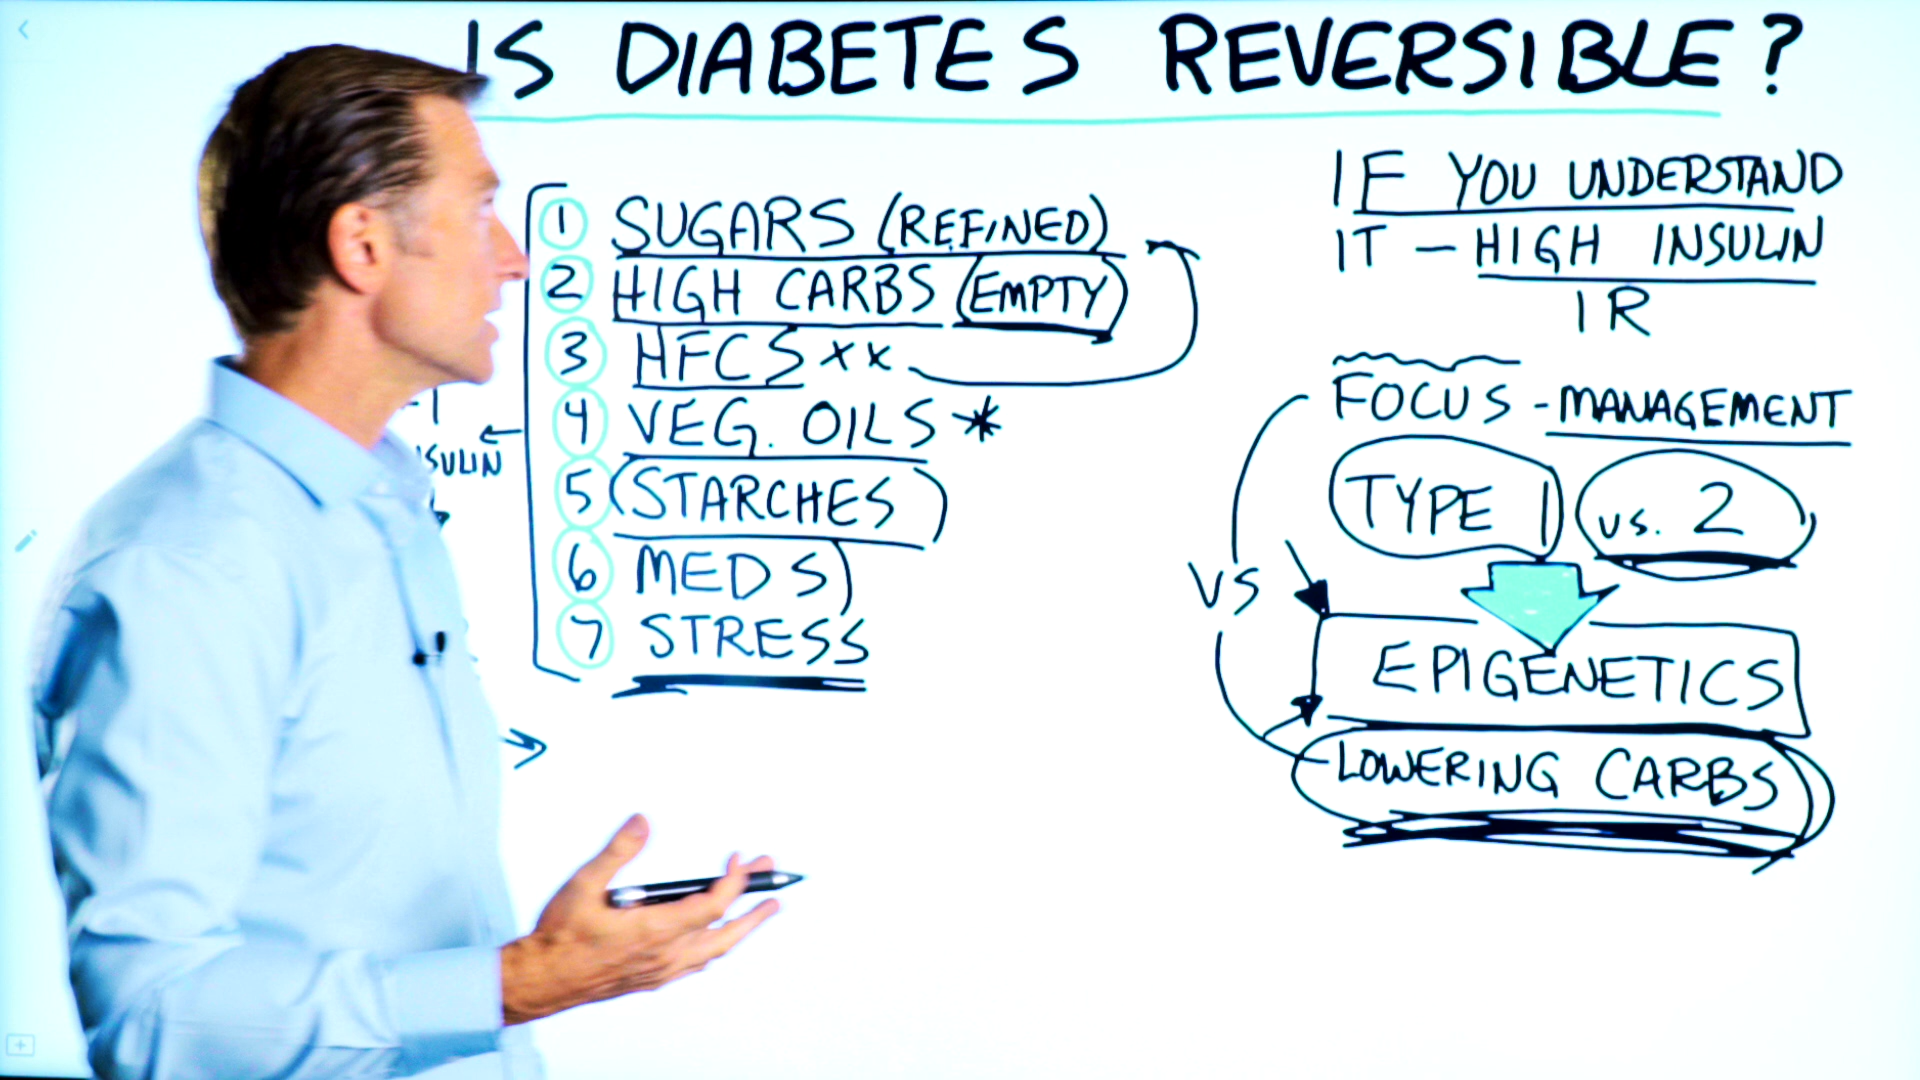 IS DIABETES REVERSIBLE?
1 SUGARS (REFINED)
2 HIGH CARBS (EMPTY)
3 HFCS XX
4 VEG. OILS *
5 (STARCHES)
6 MEDS)
7 STRESS
IF YOU UNDERSTAND
IT - HIGH INSULIN
IR
FOCUS - MANAGEMENT
TYPE 1 vs. 2
VS
EPIGENETICS
LOWERING CARBS